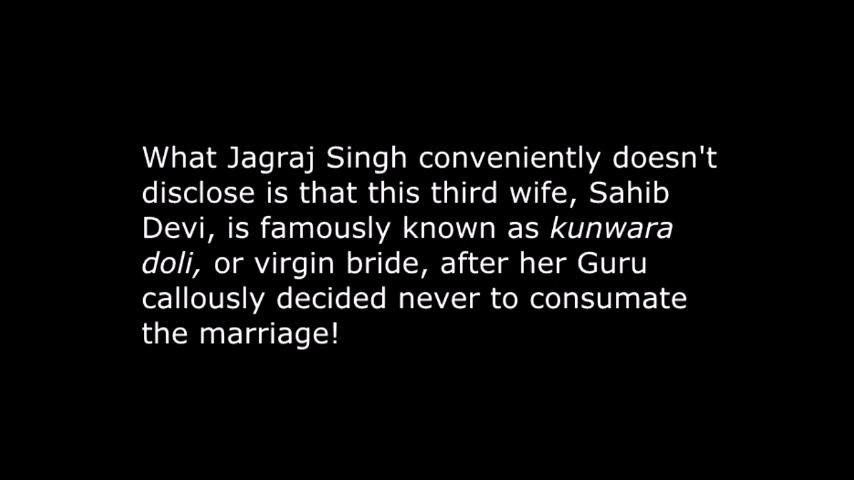 What Jagraj Singh conveniently doesn't
disclose is that this third wife, Sahib
Devi, is famously known as kunwara
doli, or virgin bride, after her Guru
callously decided never to consumate
the marriage!